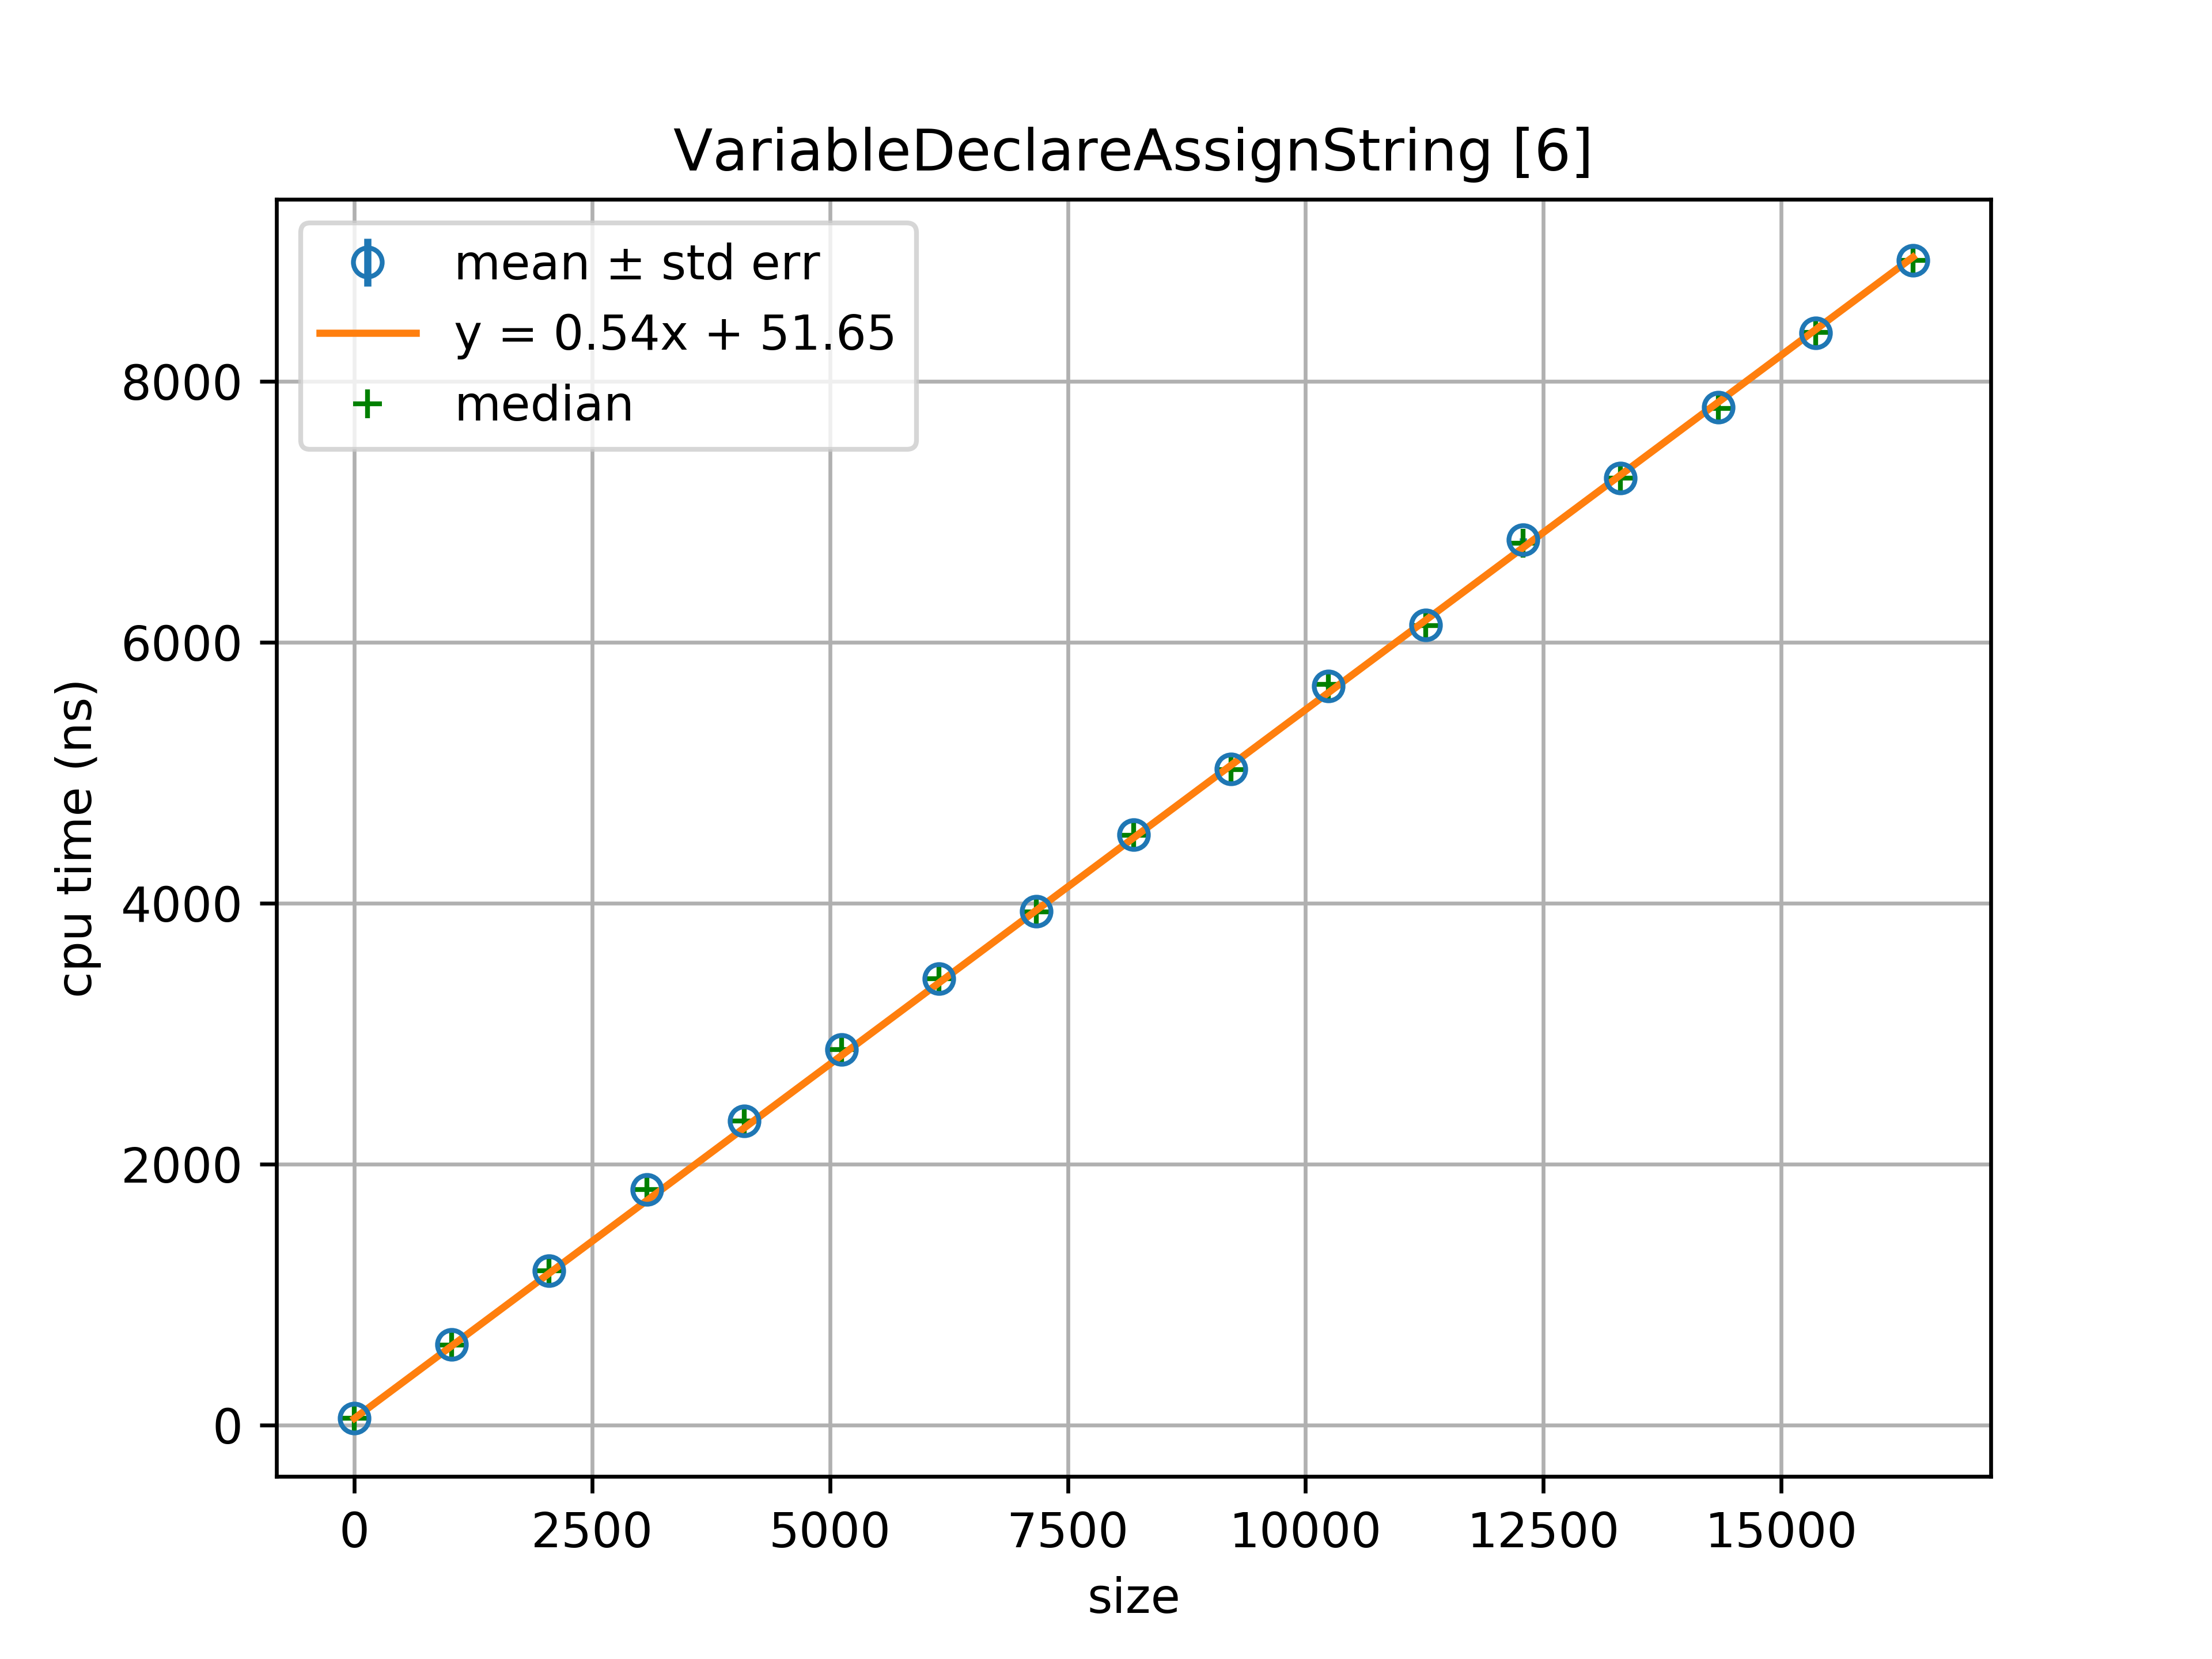 VariableDeclareAssignString [6]
mean ± std err
y = 0.54x + 51.65
median
8000
6000
4000
2000
0
cpu time (ns)
0 2500 5000 7500 10000 12500 15000
size